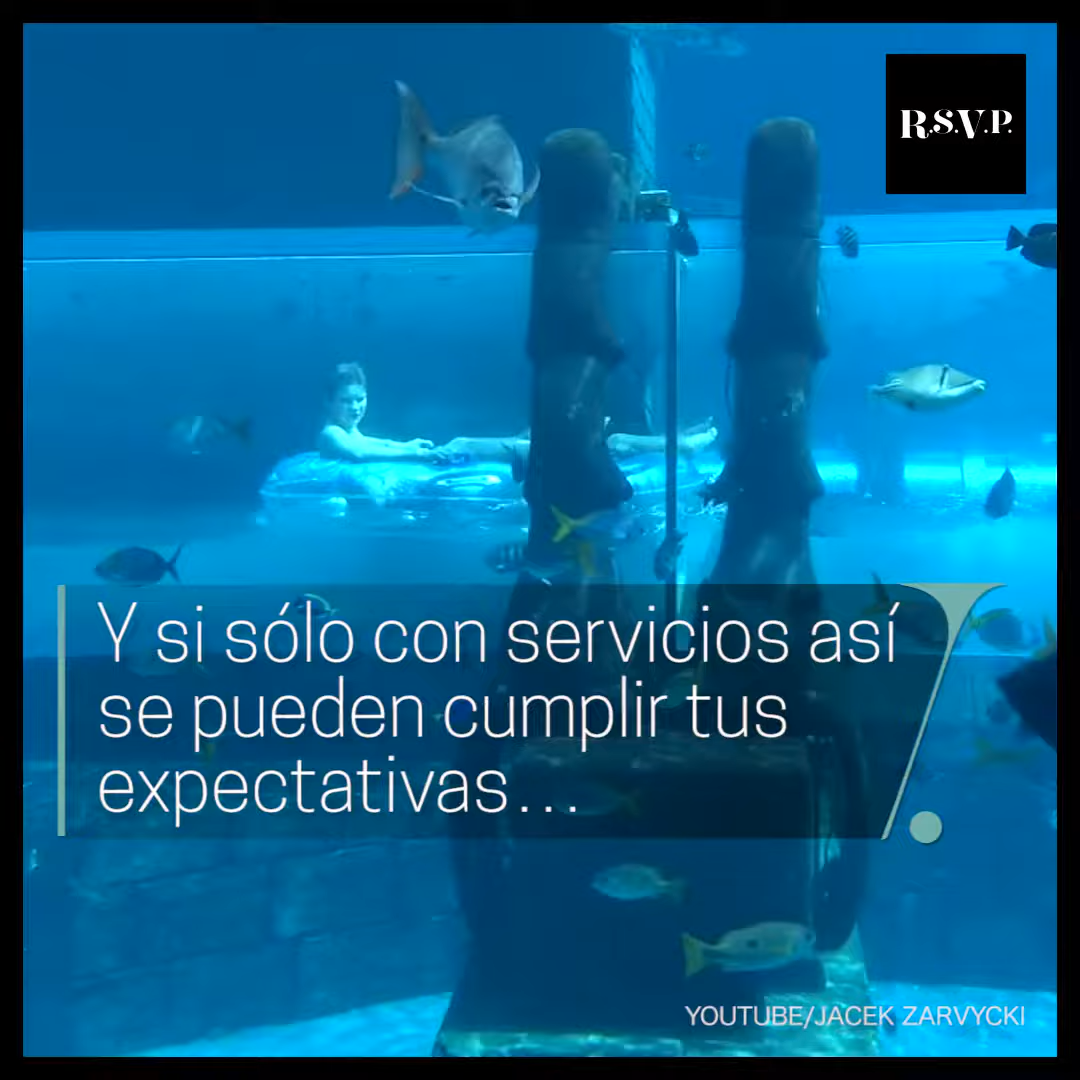 R.S.V.P.
Y si sólo con servicios así
se pueden cumplir tus
expectativas...
YOUTUBE/JACEK ZARVYCKI